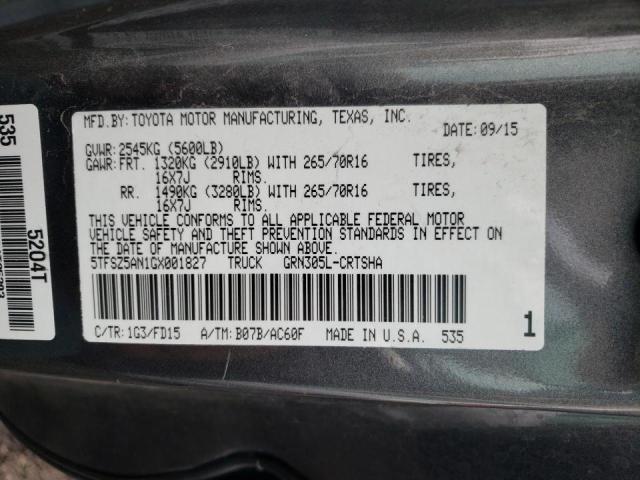 MFD.BY: TOYOTA MOTOR MANUFACTURING, TEXAS, INC.
DATE: 09/15
GVWR: 2545KG (5600LB)
GAWR: FRT. 1320KG (2910LB) WITH 265/70R16 TIRES,
16X7J RIMS.
RR. 1490KG (3280LB) WITH 265/70R16 TIRES,
16X7J RIMS.
THIS VEHICLE CONFORMS TO ALL APPLICABLE FEDERAL MOTOR
VEHICLE SAFETY AND THEFT PREVENTION STANDARDS IN EFFECT ON
THE DATE OF MANUFACTURE SHOWN ABOVE.
5TFSZ5AN1GX001827 TRUCK GRN305L-CRTSHA
C/TR: 1G3/FD15 A/TM: B07B/AC60F MADE IN U.S.A. 535
1
535
5204T